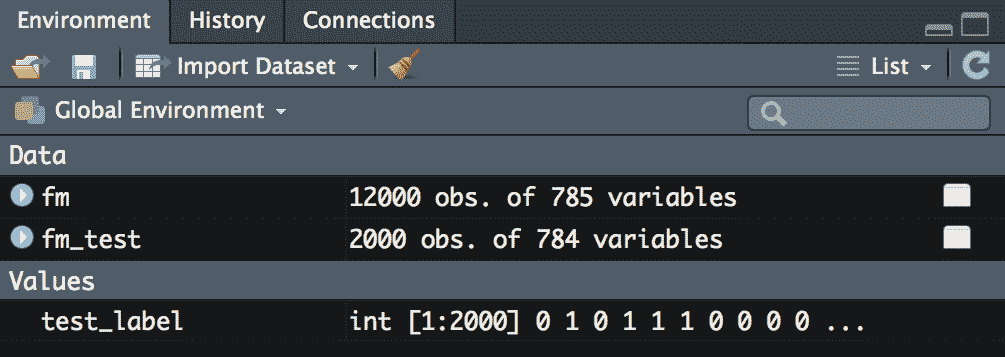 Environment History Connections
Import Dataset List
Global Environment
Data
fm 12000 obs. of 785 variables
fm_test 2000 obs. of 784 variables
Values
test_label int [1:2000] 0 1 0 1 1 1 0 0 0 0 ...